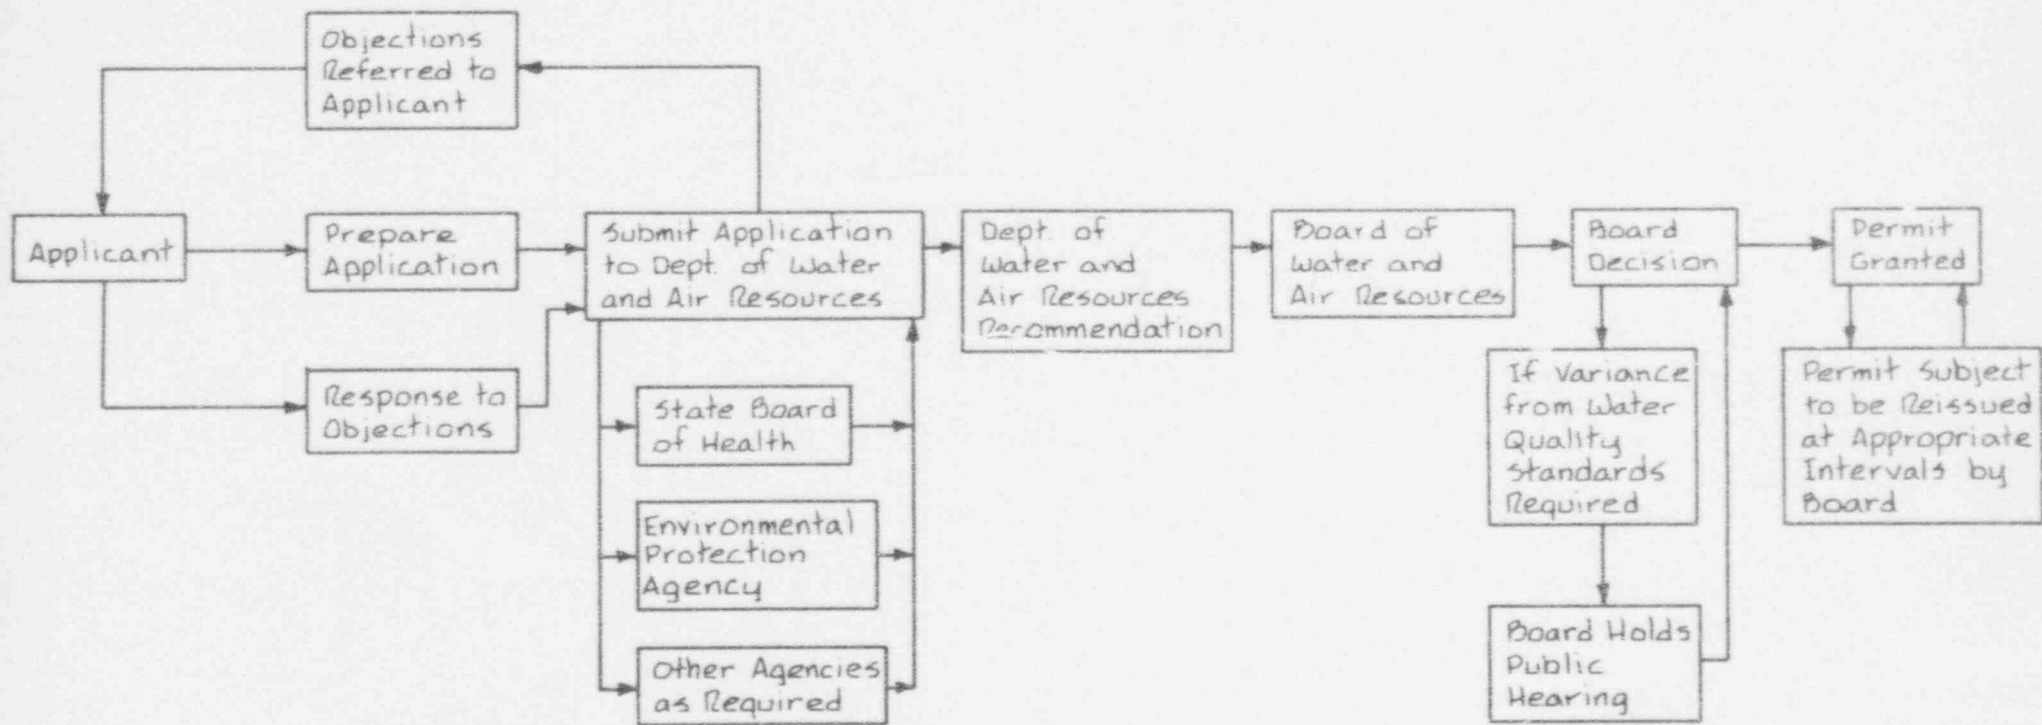 Objections
Referred to
Applicant
Applicant
Prepare
Application
Submit Application
to Dept. of Water
and Air Resources
Dept. of
Water and
Air Resources
Recommendation
Board of
Water and
Air Resources
Board
Decision
Permit
Granted
Response to
Objections
State Board
of Health
Environmental
Protection
Agency
Other Agencies
as Required
If Variance
from Water
Quality
Standards
Required
Board Holds
Public
Hearing
Permit Subject
to be Reissued
at Appropriate
Intervals by
Board